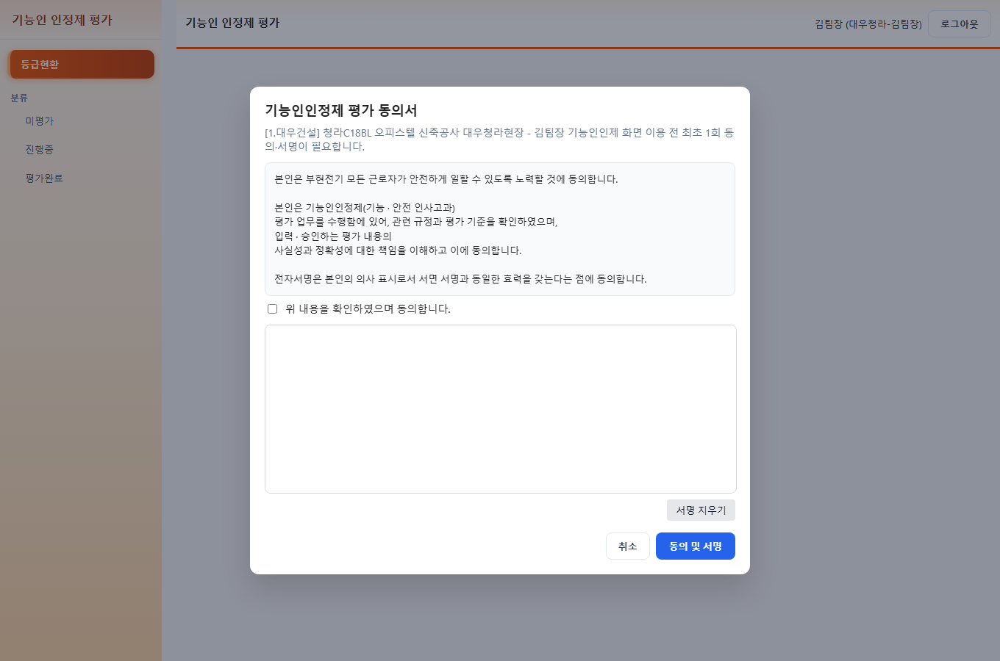 기능인 인정제 평가
등급현황
분류
미평가
진행중
평가완료
기능인 인정제 평가
김팀장 (대우청라-김팀장)
로그아웃
기능인인정제 평가 동의서
[1.대우건설] 청라C18BL 오피스텔 신축공사 대우청라현장 - 김팀장 기능인인제 화면 이용 전 최초 1회 동
의·서명이 필요합니다.
본인은 부현전기 모든 근로자가 안전하게 일할 수 있도록 노력할 것에 동의합니다.
본인은 기능인인정제(기능 · 안전 인사고과)
평가 업무를 수행함에 있어, 관련 규정과 평가 기준을 확인하였으며,
입력 · 승인하는 평가 내용의
사실성과 정확성에 대한 책임을 이해하고 이에 동의합니다.
전자서명은 본인의 의사 표시로서 서면 서명과 동일한 효력을 갖는다는 점에 동의합니다.
위 내용을 확인하였으며 동의합니다.
서명 지우기
취소
동의 및 서명